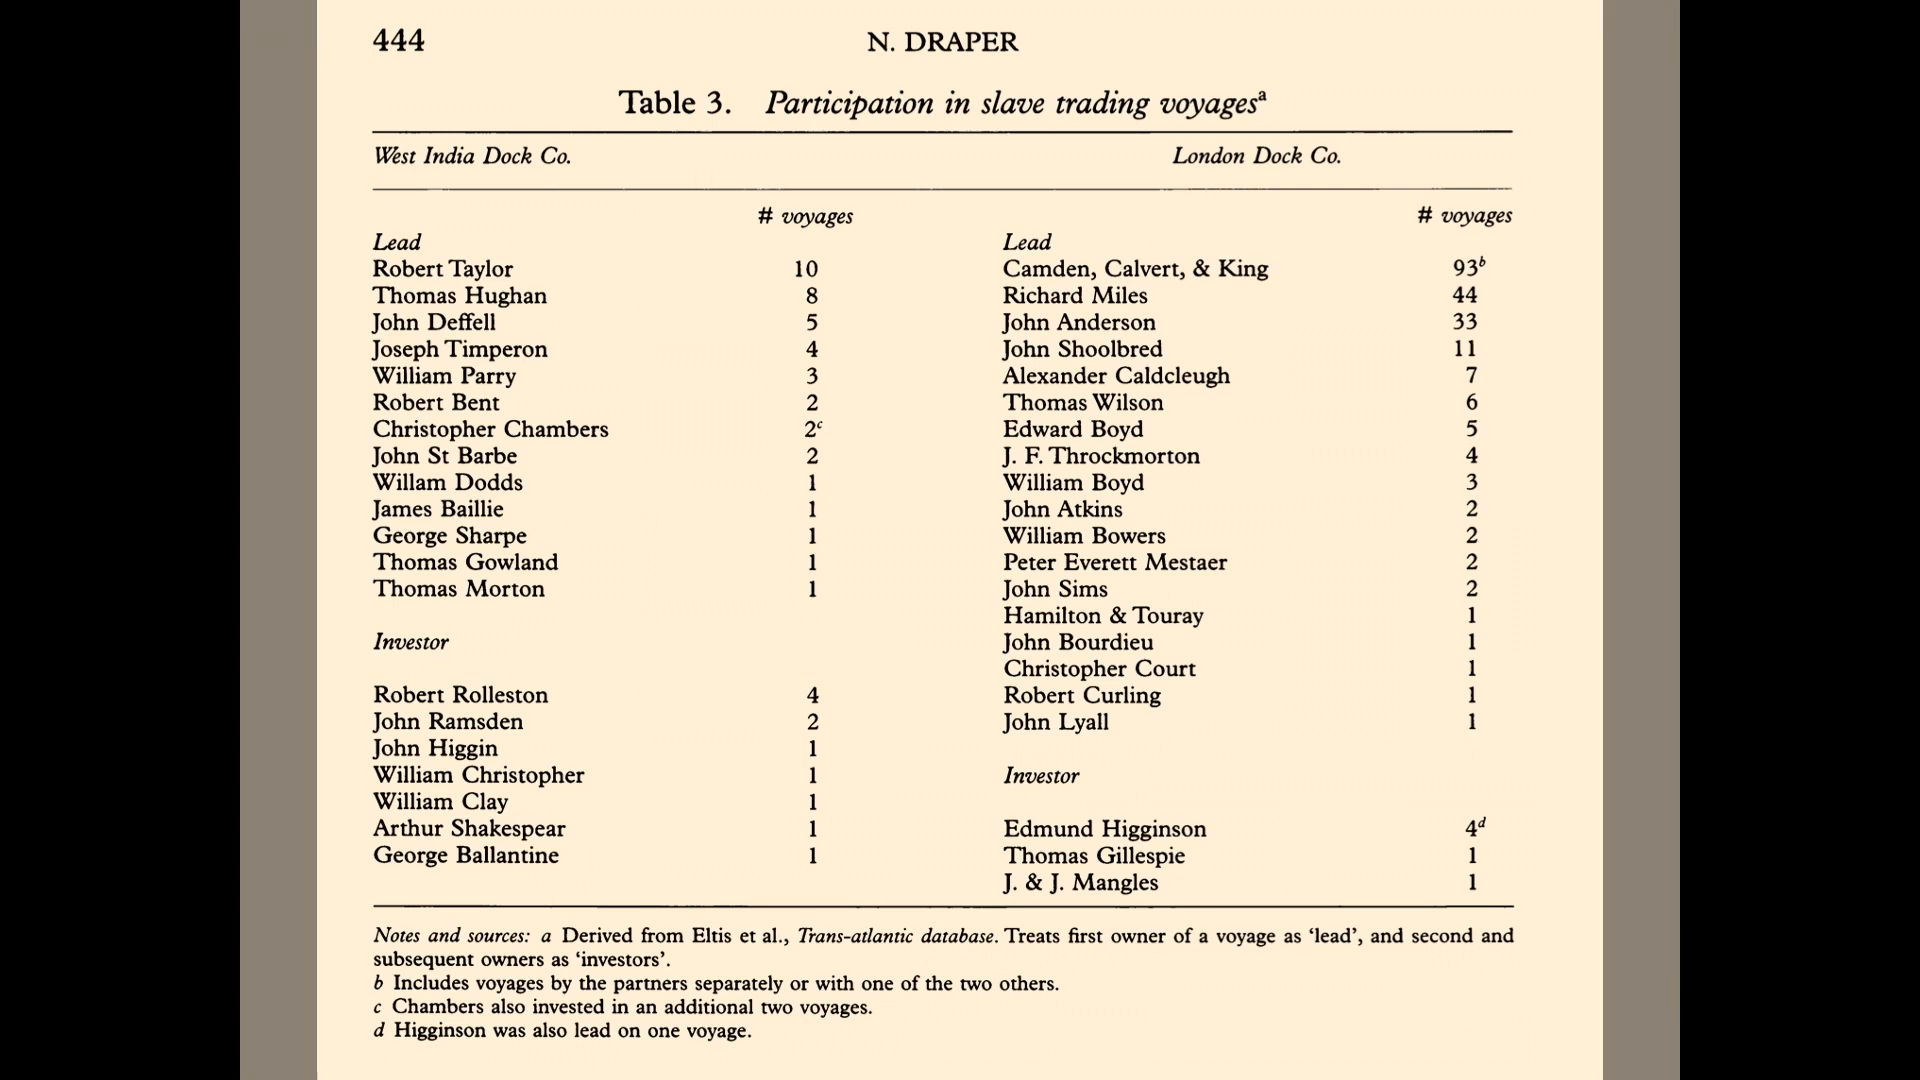 444 N. DRAPER
Table 3. Participation in slave trading voyagesa
West India Dock Co. London Dock Co.
# voyages # voyages
Lead Lead
Robert Taylor 10 Camden, Calvert, & King 93b
Thomas Hughan 8 Richard Miles 44
John Deffell 5 John Anderson 33
Joseph Timperon 4 John Shoolbred 11
William Parry 3 Alexander Caldcleugh 7
Robert Bent 2 Thomas Wilson 6
Christopher Chambers 2c Edward Boyd 5
John St Barbe 2 J. F. Throckmorton 4
Willam Dodds 1 William Boyd 3
James Baillie 1 John Atkins 2
George Sharpe 1 William Bowers 2
Thomas Gowland 1 Peter Everett Mestaer 2
Thomas Morton 1 John Sims 2
Hamilton & Touray 1
Investor John Bourdieu 1
Christopher Court 1
Robert Rolleston 4 Robert Curling 1
John Ramsden 2 John Lyall 1
John Higgin 1
William Christopher 1 Investor
William Clay 1
Arthur Shakespear 1 Edmund Higginson 4d
George Ballantine 1 Thomas Gillespie 1
J. & J. Mangles 1
Notes and sources: a Derived from Eltis et al., Trans-atlantic database. Treats first owner of a voyage as ‘lead’, and second and
subsequent owners as ‘investors’.
b Includes voyages by the partners separately or with one of the two others.
c Chambers also invested in an additional two voyages.
d Higginson was also lead on one voyage.